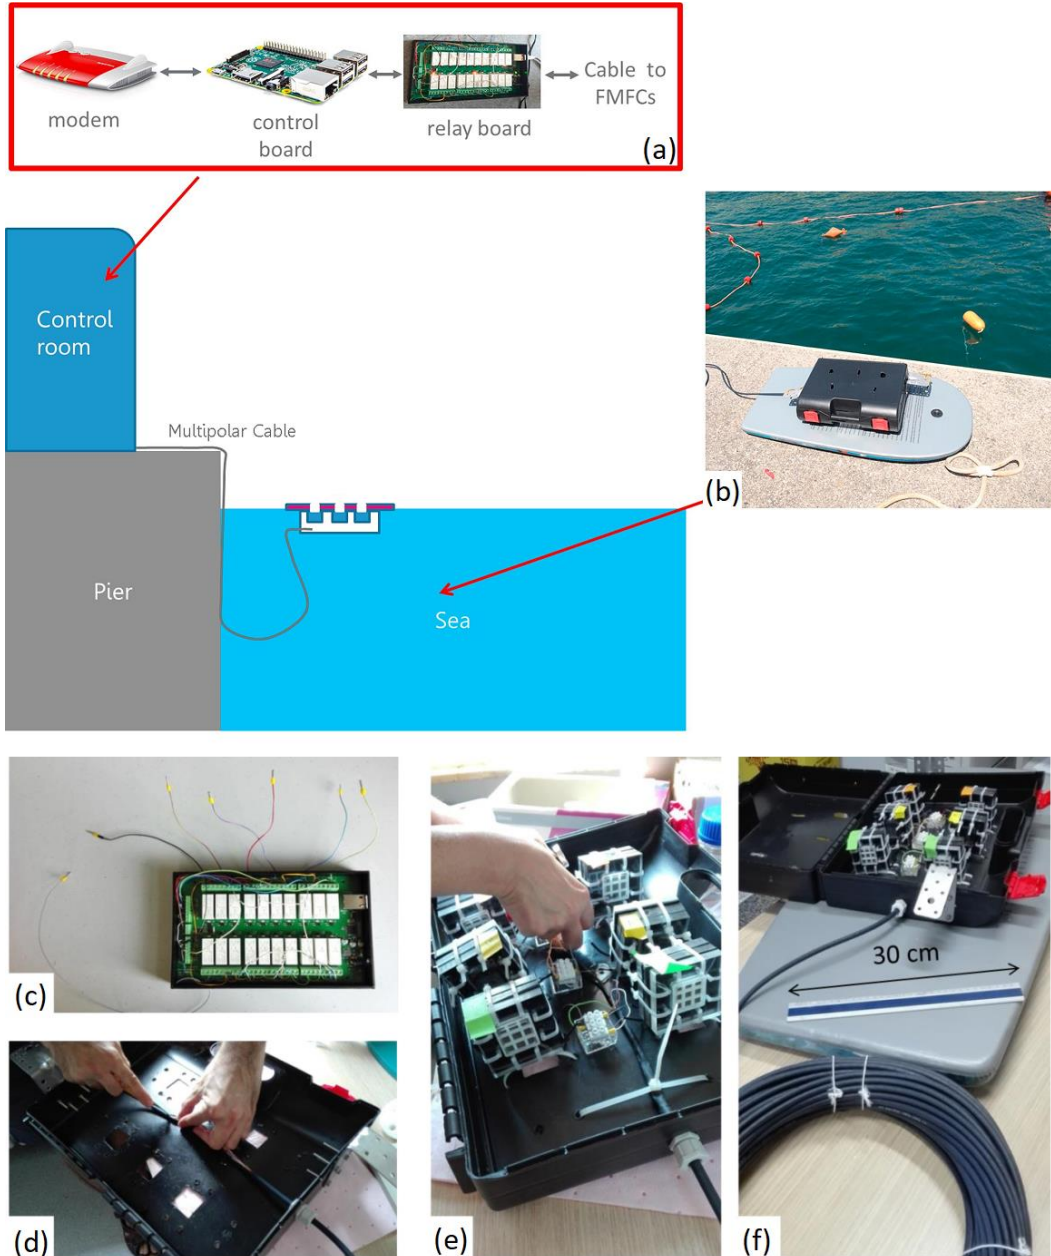 modem
control
board
relay board
Cable to
FMFCs
(a)
Control
room
Multipolar Cable
(b)
Pier
Sea
(c)
(d)
(e)
30 cm
(f)